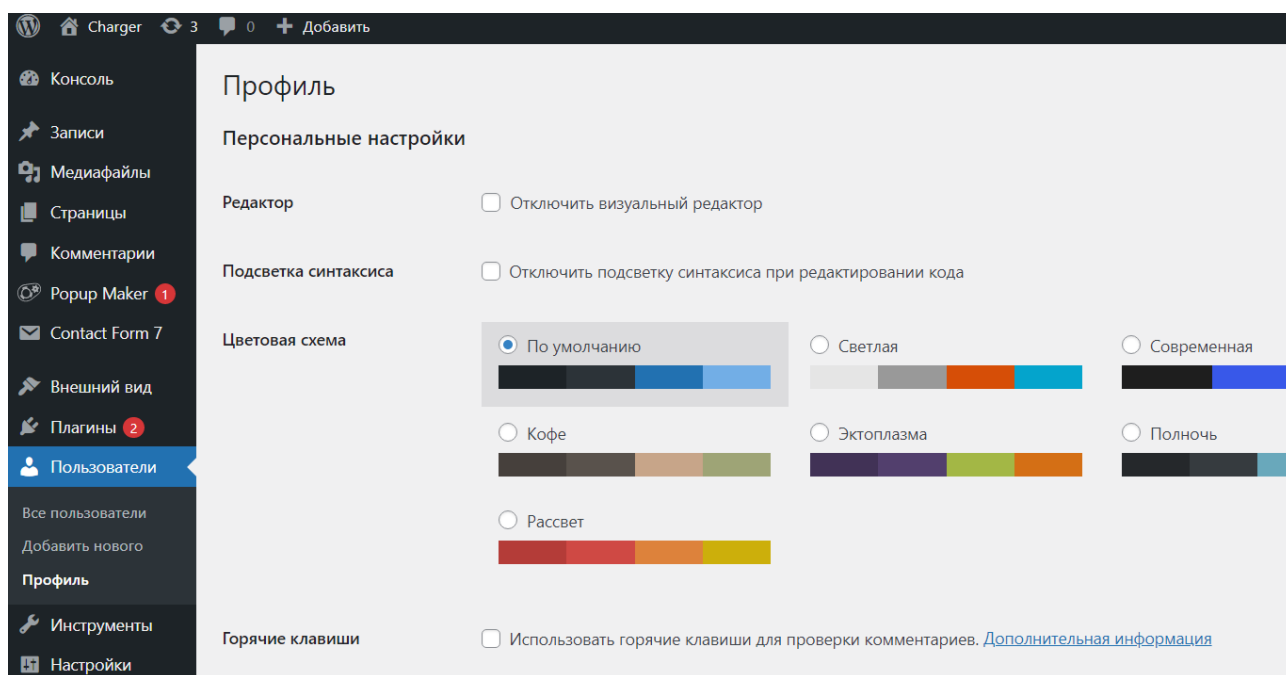 Charger 3 0 Добавить
Консоль
Записи
Медиафайлы
Страницы
Комментарии
Popup Maker 1
Contact Form 7
Внешний вид
Плагины 2
Пользователи
Все пользователи
Добавить нового
Профиль
Инструменты
Настройки
Профиль
Персональные настройки
Редактор
Отключить визуальный редактор
Подсветка синтаксиса
Отключить подсветку синтаксиса при редактировании кода
Цветовая схема
По умолчанию
Светлая
Современная
Кофе
Эктоплазма
Полночь
Рассвет
Горячие клавиши
Использовать горячие клавиши для проверки комментариев. Дополнительная информация